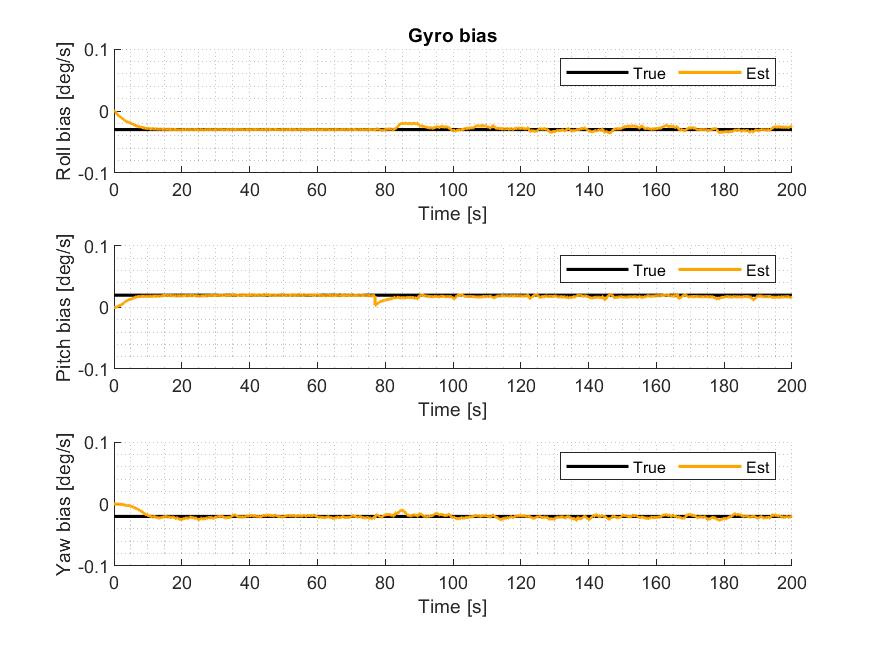 Gyro bias
Roll bias [deg/s]
0.1
0
-0.1
True Est
0 20 40 60 80 100 120 140 160 180 200
Time [s]
Pitch bias [deg/s]
0.1
0
-0.1
True Est
0 20 40 60 80 100 120 140 160 180 200
Time [s]
Yaw bias [deg/s]
0.1
0
-0.1
True Est
0 20 40 60 80 100 120 140 160 180 200
Time [s]